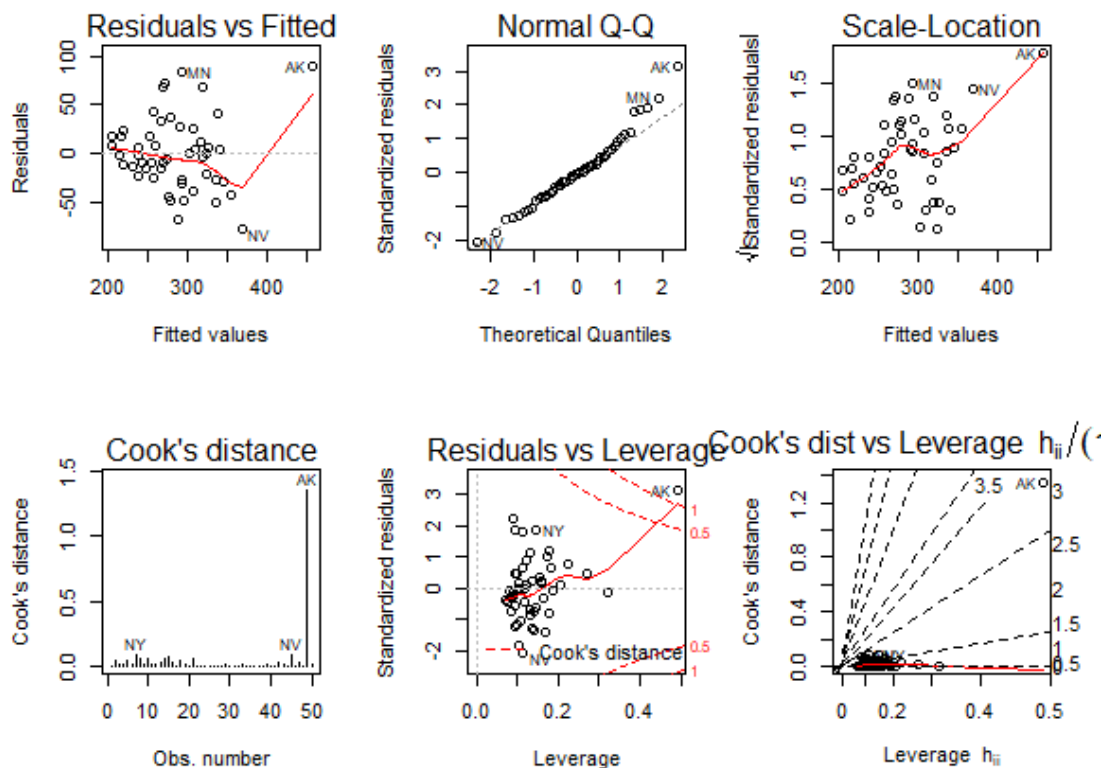 Residuals vs Fitted
Residuals
100
50
0
-50
MN
AK
NV
200
300
400
Fitted values
Normal Q-Q
Standardized residuals
3
2
1
0
-2
AK
MN
NV
-2
-1
0
1
2
Theoretical Quantiles
Scale-Location
√|Standardized residuals|
1.5
1.0
0.5
0.0
AK
MN
NV
200
300
400
Fitted values
Cook's distance
Cook's distance
1.5
1.0
0.5
0.0
AK
NY
NV
0
10
20
30
40
50
Obs. number
Residuals vs Leverage
Standardized residuals
3
2
1
0
-2
AK
NY
NV
1
0.5
0.5
1
Cook's distance
0.0
0.2
0.4
Leverage
Cook's dist vs Leverage hii/(1
Cook's distance
1.2
0.8
0.4
0.0
3.5
AK
NY
3
2.5
2
1.5
1
0.5
0
0
0.2
0.3
0.4
0.5
Leverage hii